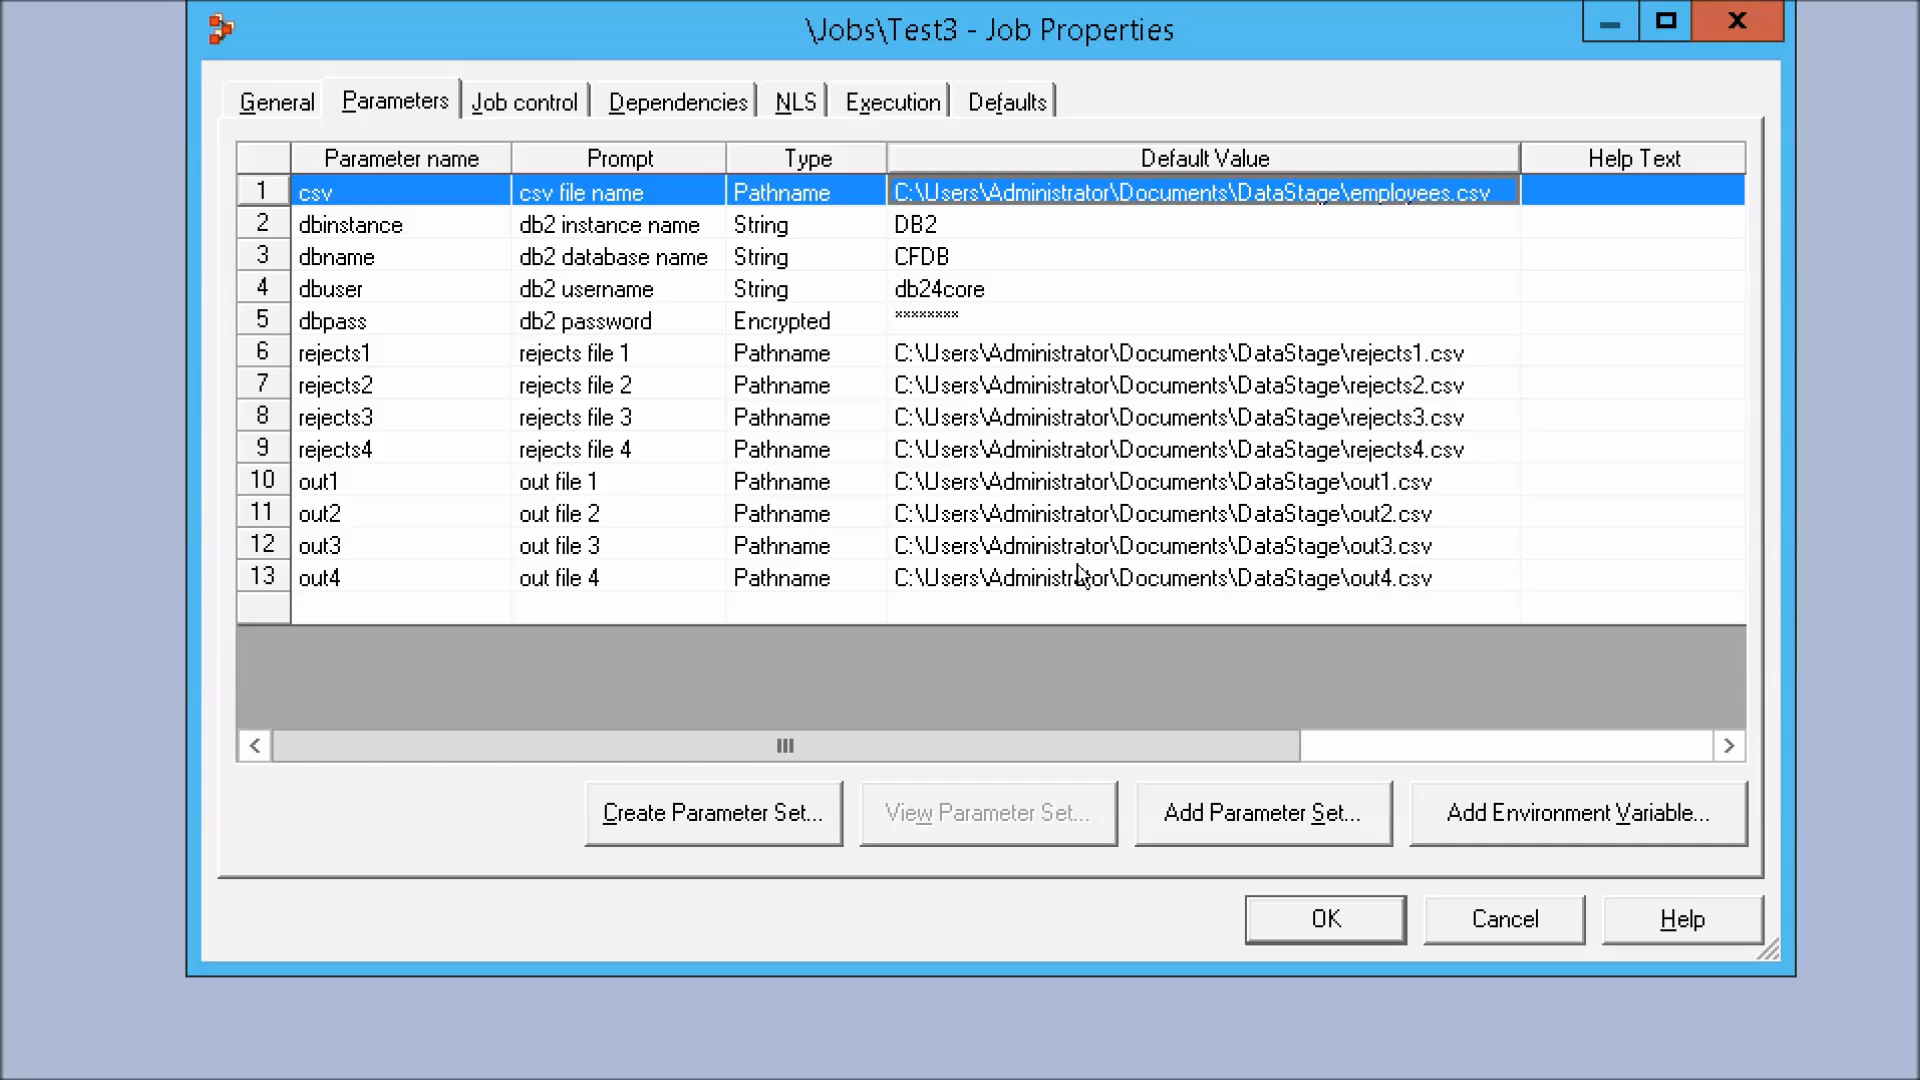 \Jobs\Test3 - Job Properties
General Parameters Job control Dependencies NLS Execution Defaults
Parameter name Prompt Type Default Value Help Text
1 csv csv file name Pathname C:\Users\Administrator\Documents\DataStage\employees.csv
2 dbinstance db2 instance name String DB2
3 dbname db2 database name String CFDB
4 dbuser db2 username String db24core
5 dbpass db2 password Encrypted ********
6 rejects1 rejects file 1 Pathname C:\Users\Administrator\Documents\DataStage\rejects1.csv
7 rejects2 rejects file 2 Pathname C:\Users\Administrator\Documents\DataStage\rejects2.csv
8 rejects3 rejects file 3 Pathname C:\Users\Administrator\Documents\DataStage\rejects3.csv
9 rejects4 rejects file 4 Pathname C:\Users\Administrator\Documents\DataStage\rejects4.csv
10 out1 out file 1 Pathname C:\Users\Administrator\Documents\DataStage\out1.csv
11 out2 out file 2 Pathname C:\Users\Administrator\Documents\DataStage\out2.csv
12 out3 out file 3 Pathname C:\Users\Administrator\Documents\DataStage\out3.csv
13 out4 out file 4 Pathname C:\Users\Administrator\Documents\DataStage\out4.csv
Create Parameter Set... View Parameter Set... Add Parameter Set... Add Environment Variable...
OK Cancel Help